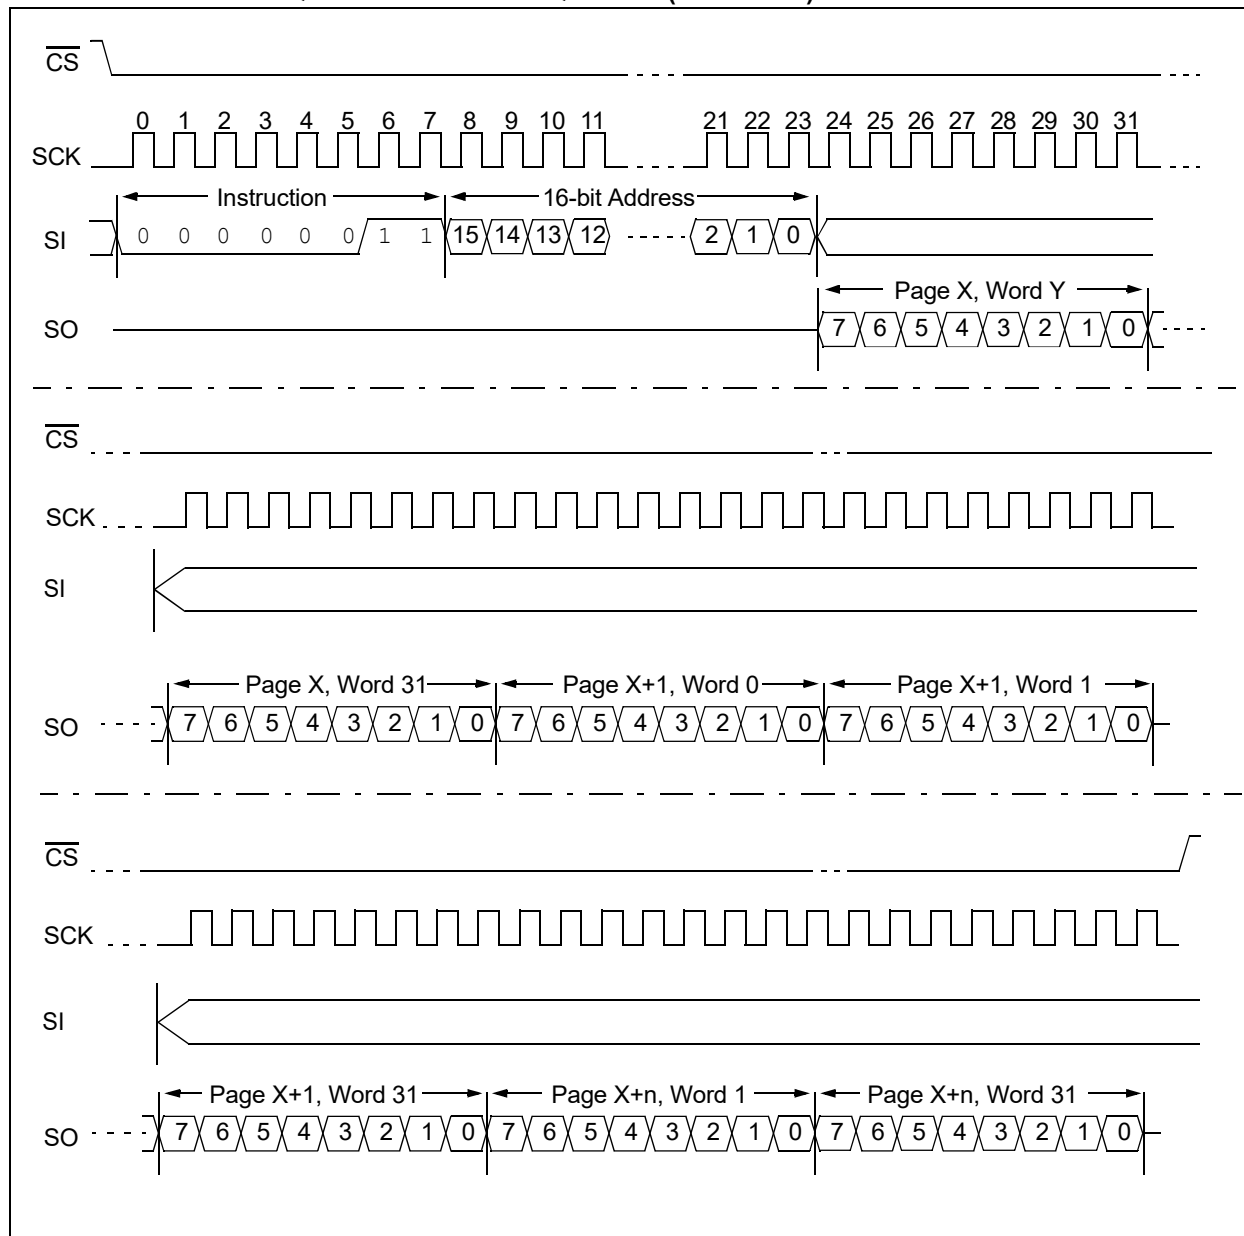 CS
0 1 2 3 4 5 6 7 8 9 10 11 21 22 23 24 25 26 27 28 29 30 31
SCK
Instruction 16-bit Address
SI 0 0 0 0 0 0 1 1 15 14 13 12 2 1 0
Page X, Word Y
SO 7 6 5 4 3 2 1 0
CS
SCK
SI
Page X, Word 31 Page X+1, Word 0 Page X+1, Word 1
SO 7 6 5 4 3 2 1 0 7 6 5 4 3 2 1 0 7 6 5 4 3 2 1 0
CS
SCK
SI
Page X+1, Word 31 Page X+n, Word 1 Page X+n, Word 31
SO 7 6 5 4 3 2 1 0 7 6 5 4 3 2 1 0 7 6 5 4 3 2 1 0